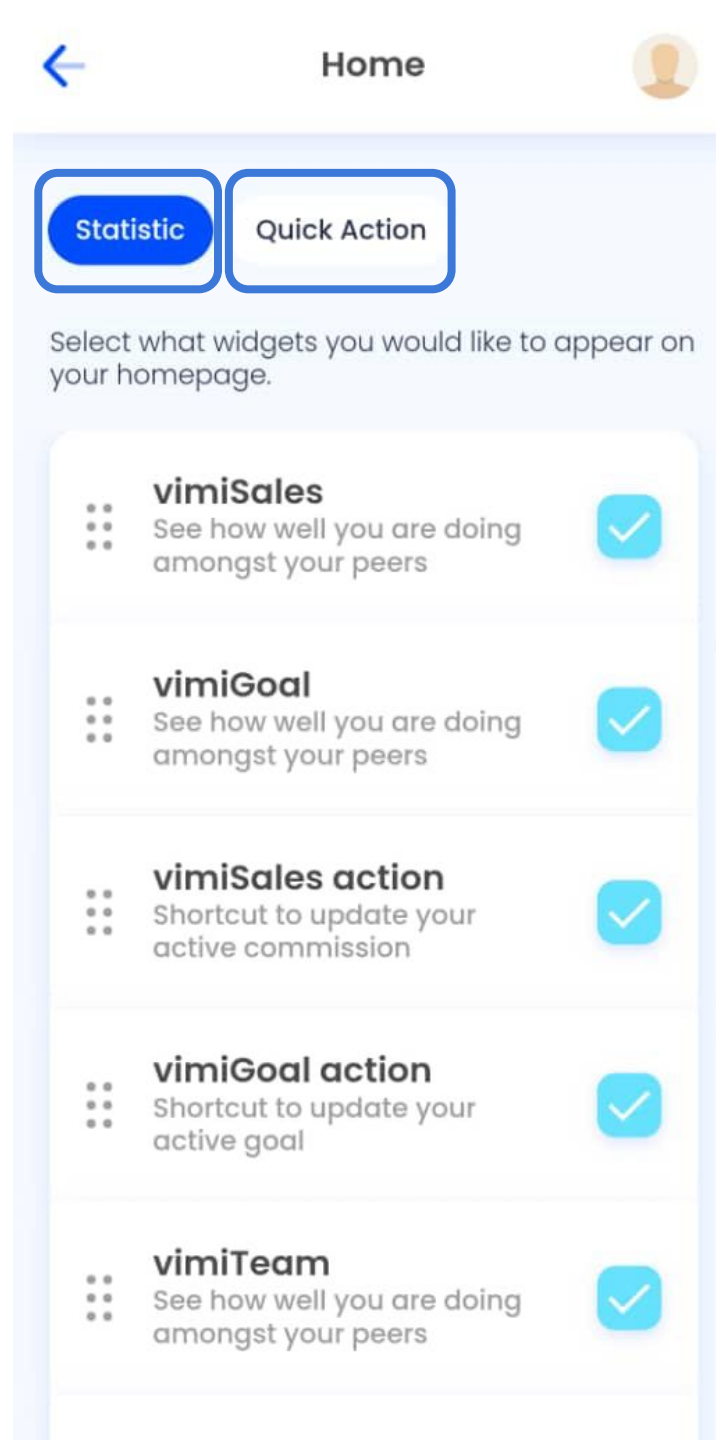 Home
Statistic
Quick Action
Select what widgets you would like to appear on
your homepage.
vimiSales
See how well you are doing
amongst your peers
vimiGoal
See how well you are doing
amongst your peers
vimiSales action
Shortcut to update your
active commission
vimiGoal action
Shortcut to update your
active goal
vimiTeam
See how well you are doing
amongst your peers